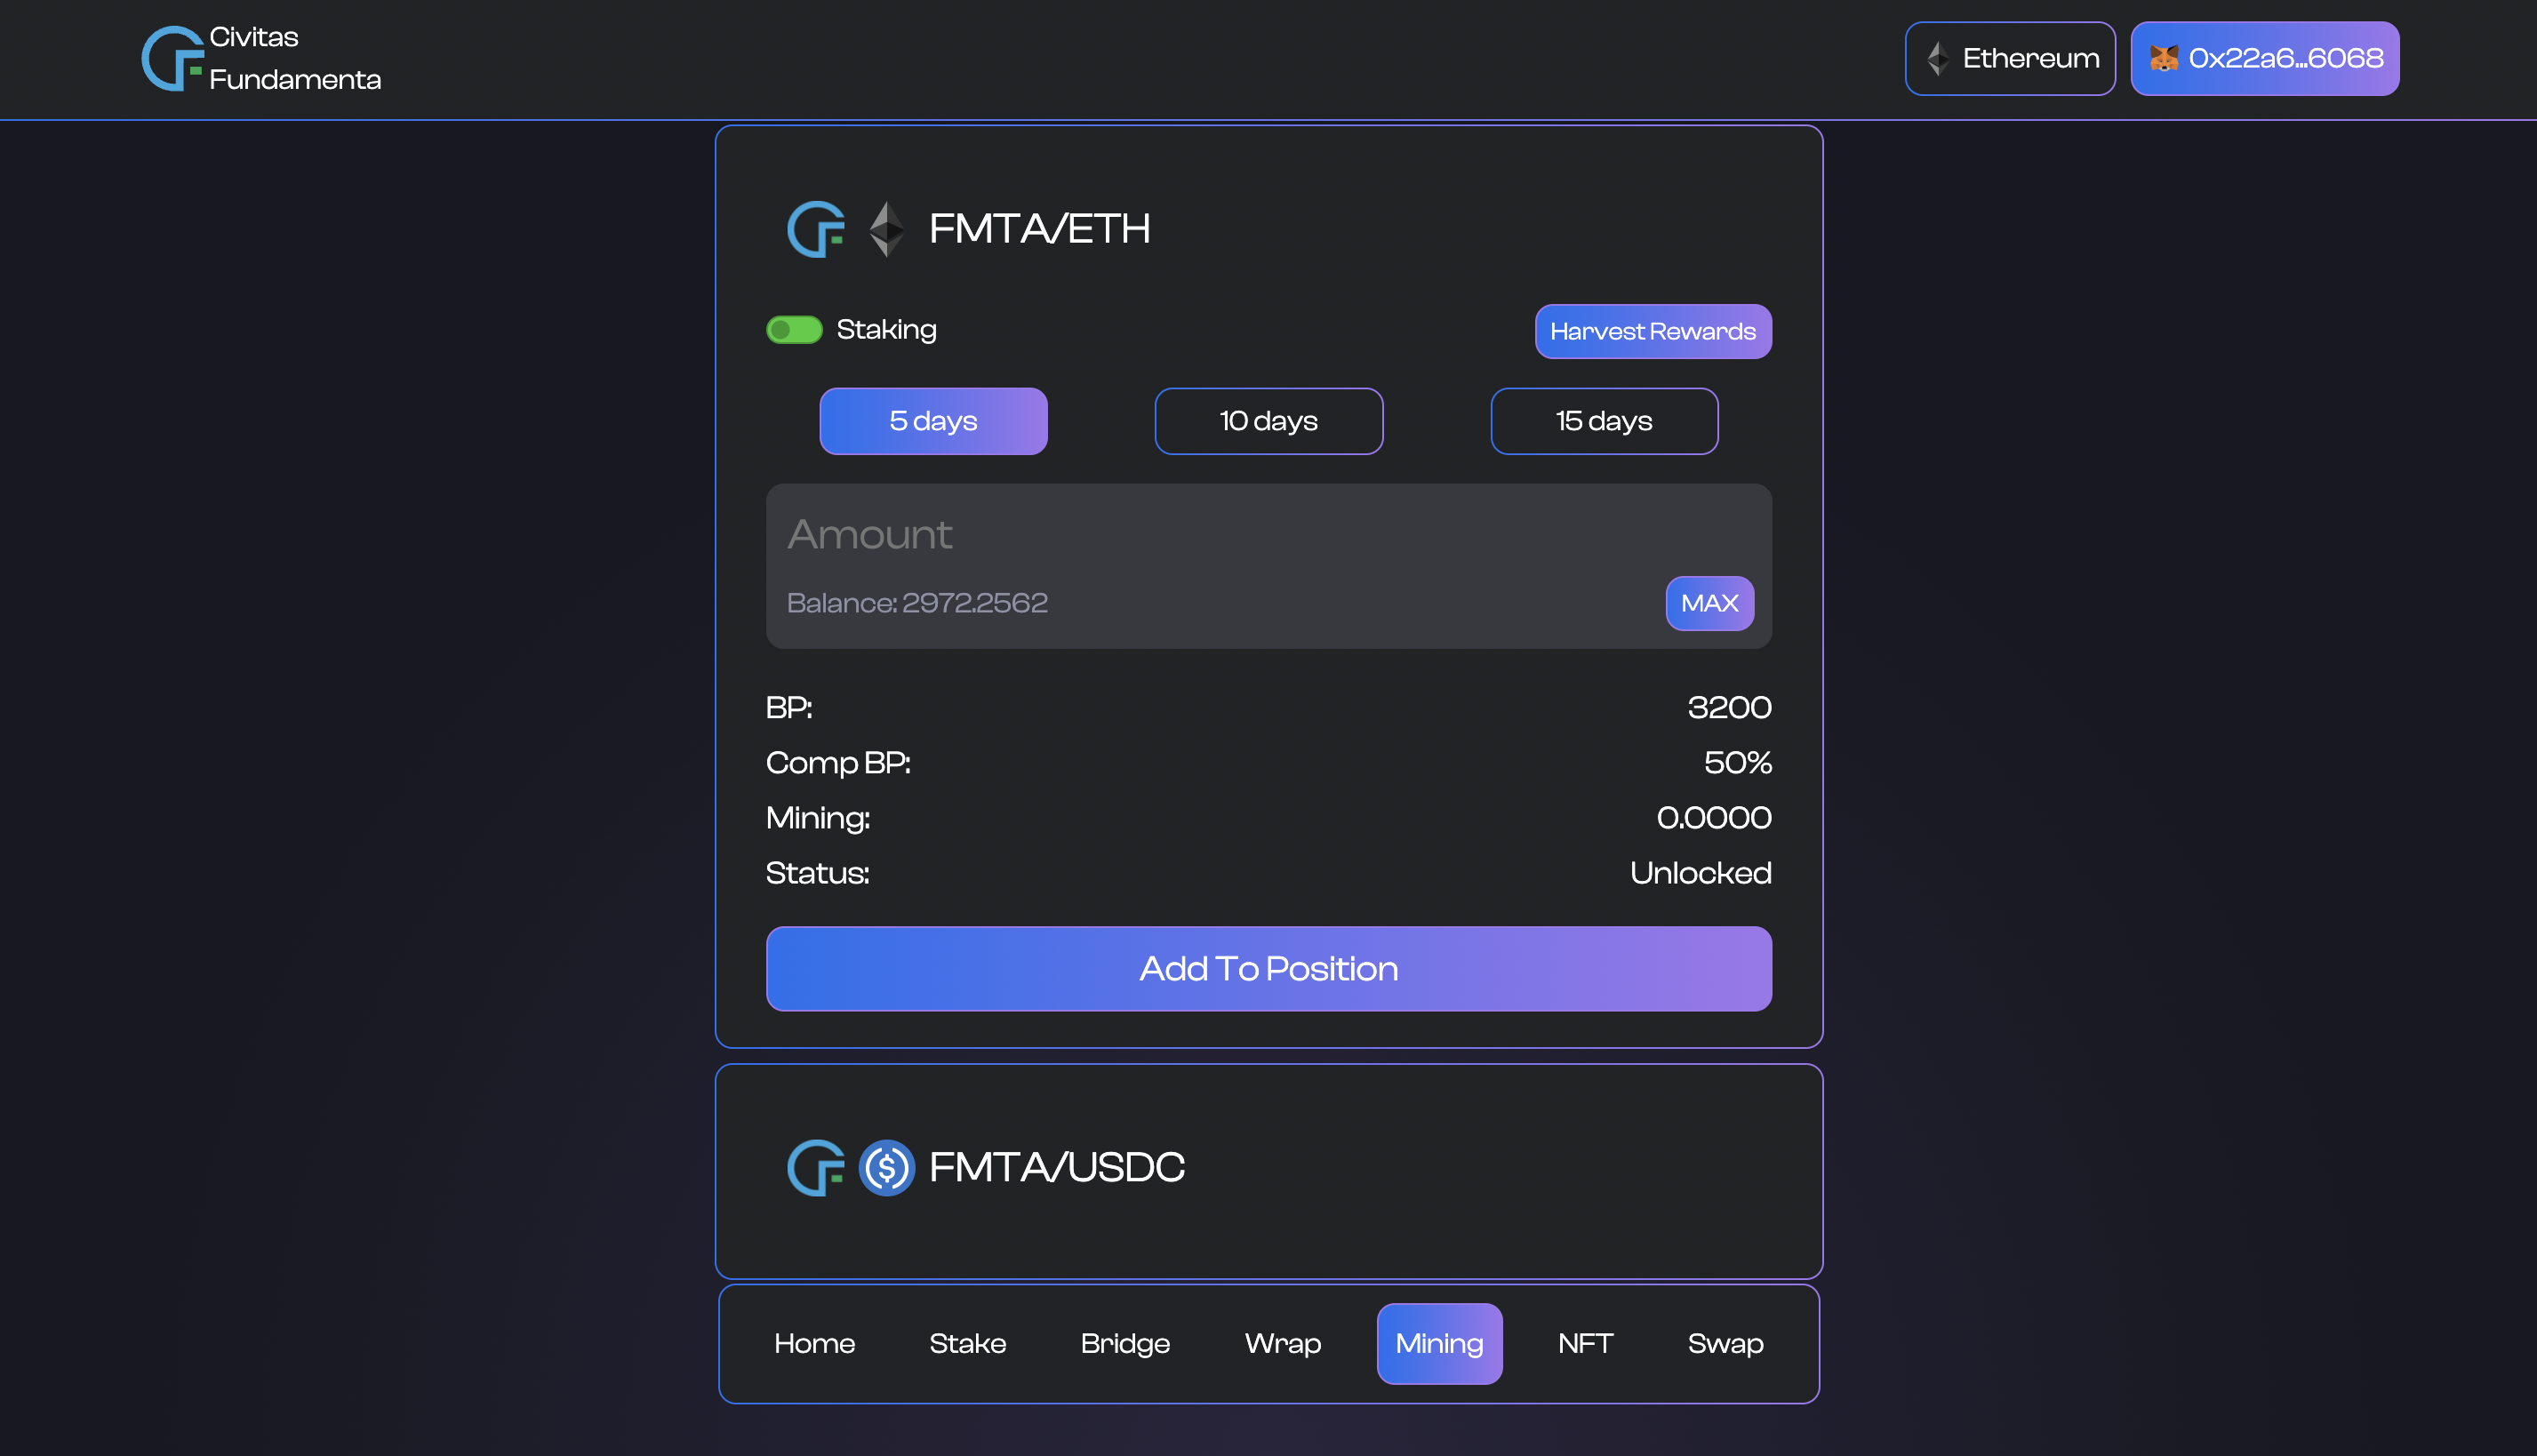 Civitas
Fundamenta
Ethereum
0x22a6...6068
FMTA/ETH
Staking
Harvest Rewards
5 days
10 days
15 days
Amount
Balance: 2972.2562
MAX
BP: 3200
Comp BP: 50%
Mining: 0.0000
Status: Unlocked
Add To Position
FMTA/USDC
Home Stake Bridge Wrap Mining NFT Swap